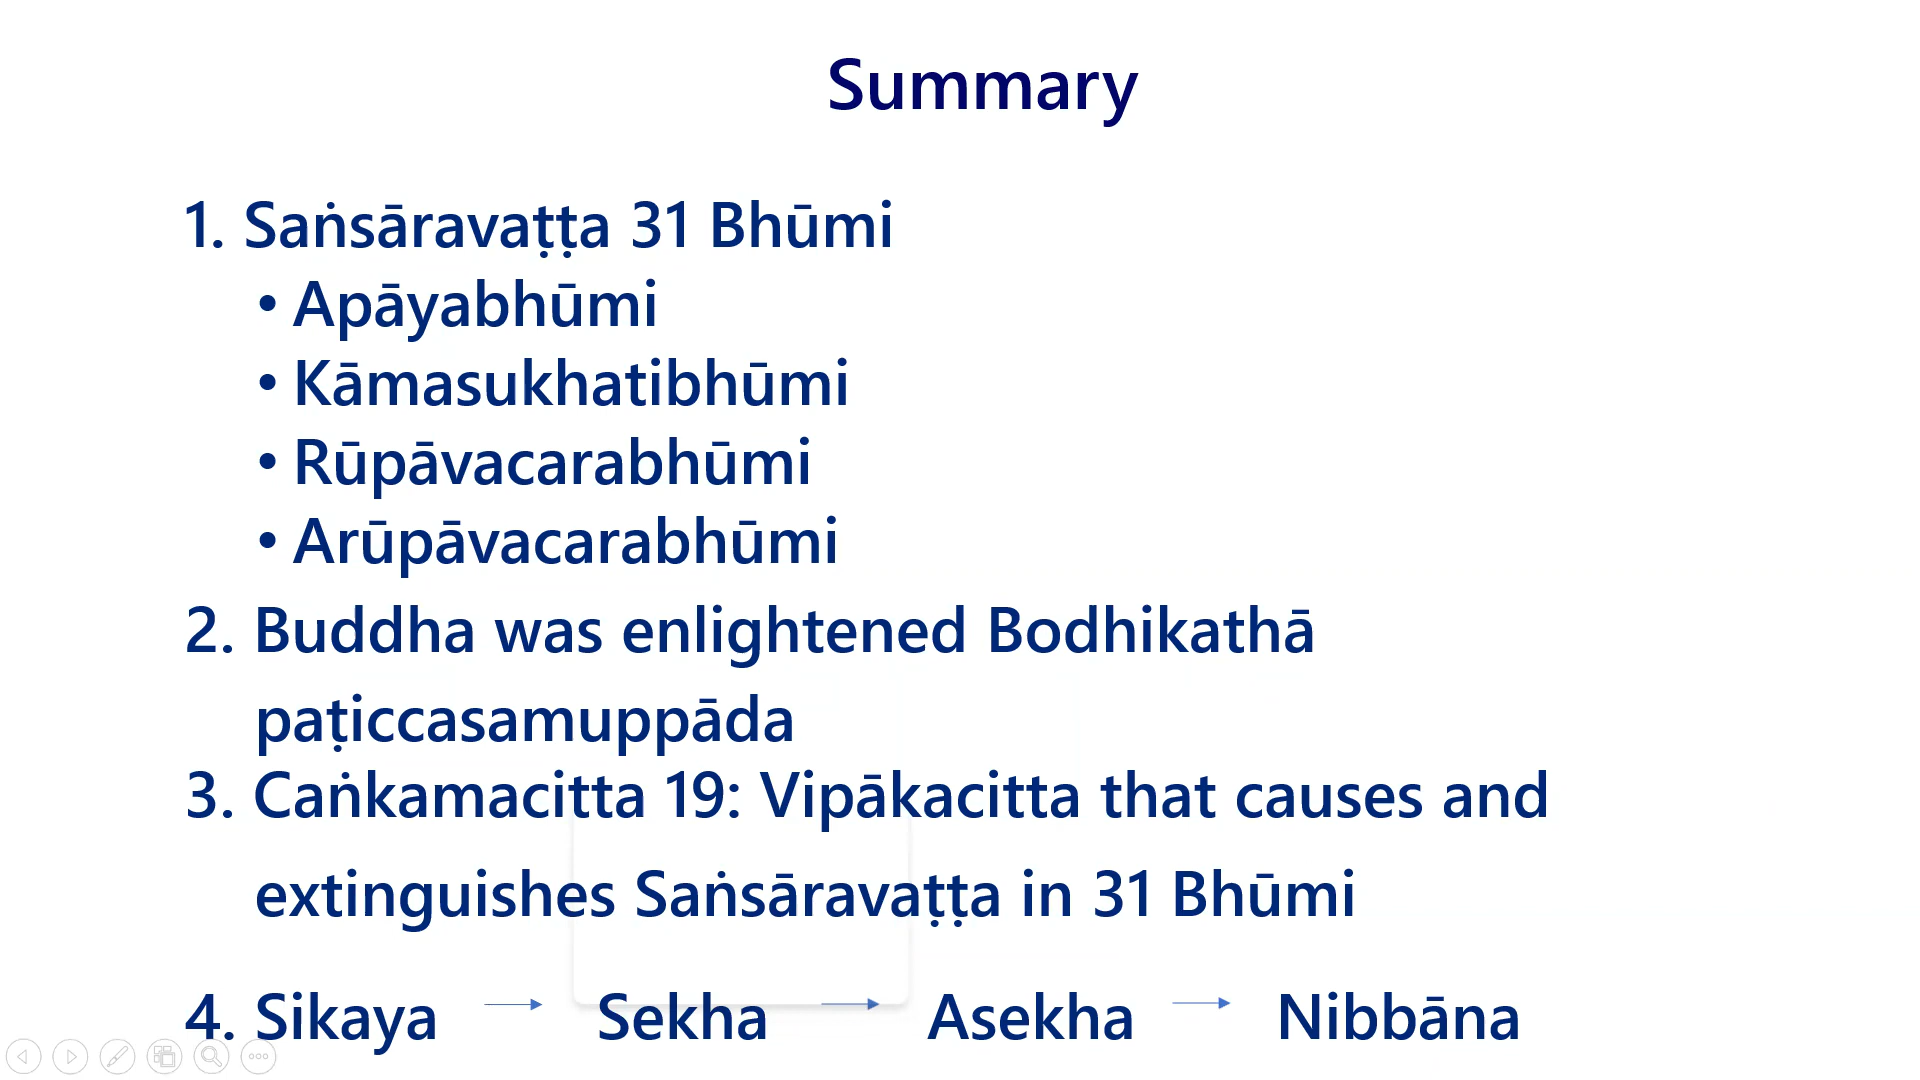 Summary
1. Saṅsāravaṭṭa 31 Bhūmi
• Apāyabhūmi
• Kāmasukhatibhūmi
• Rūpāvacarabhūmi
• Arūpāvacarabhūmi
2. Buddha was enlightened Bodhikathā
paṭiccasamuppāda
3. Caṅkamacitta 19: Vipākacitta that causes and
extinguishes Saṅsāravaṭṭa in 31 Bhūmi
4. Sikaya → Sekha → Asekha → Nibbāna